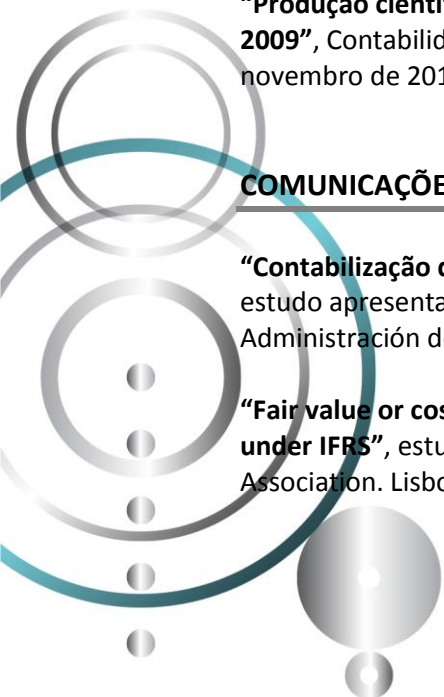 "Produção científ
2009", Contabilid
novembro de 201
COMUNICAÇÕE
"Contabilização
estudo apresenta
Administración d
"Fair value or cos
under IFRS", estu
Association. Lisbo